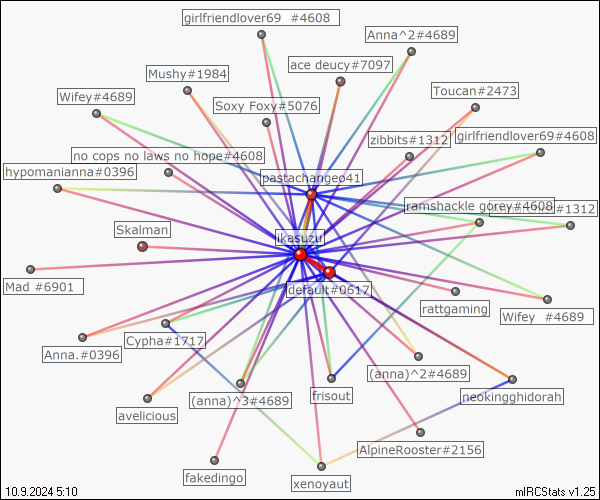 girlfriendlover69 #4608
Anna^2#4689
ace deucy#7097
Mushy#1984
Toucan#2473
Wifey#4689
Soxy Foxy#5076
zibbits#1312
girlfriendlover69#4608
no cops no laws no hope#4608
hypomanianna#0396
pastachange41
ramshackle gorey#4608
#1312
Skalman
ikasuzu
Mad #6901
default#0617
rattgaming
Wifey #4689
Cypha#1717
Anna.#0396
(anna)^2#4689
(anna)^3#4689
frisout
neokingghidorah
avelicious
AlpineRooster#2156
fakedingo
xenoyaut
10.9.2024 5:10
mIRCStats v1.25